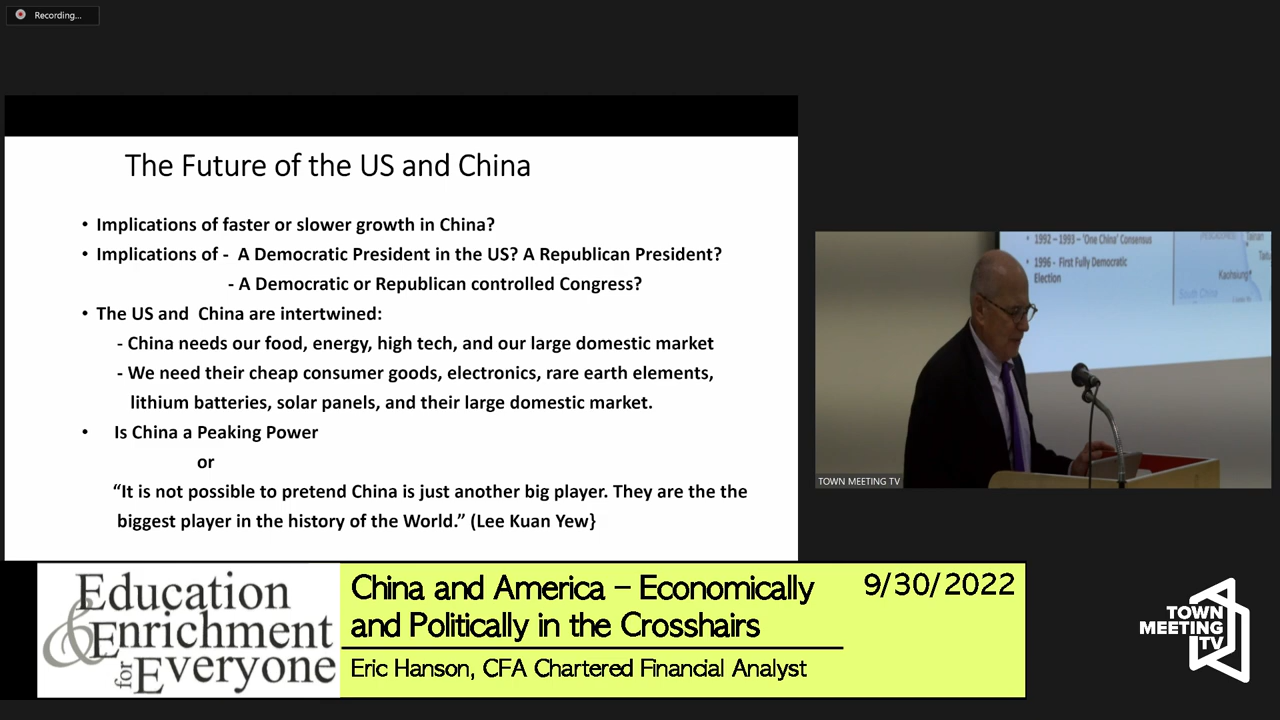 Recording...
The Future of the US and China
• Implications of faster or slower growth in China?
• Implications of - A Democratic President in the US? A Republican President?
- A Democratic or Republican controlled Congress?
• The US and China are intertwined:
- China needs our food, energy, high tech, and our large domestic market
- We need their cheap consumer goods, electronics, rare earth elements,
lithium batteries, solar panels, and their large domestic market.
• Is China a Peaking Power
or
“It is not possible to pretend China is just another big player. They are the the
biggest player in the history of the World.” (Lee Kuan Yew}
• 1992 – 1993 – 'One China' Consensus
• 1996 - First Fully Democratic
Election
Kaohsiung
South China
TOWN MEETING TV
Education
& Enrichment
for Everyone
China and America – Economically
and Politically in the Crosshairs
9/30/2022
Eric Hanson, CFA Chartered Financial Analyst
TOWN
MEETING
TV